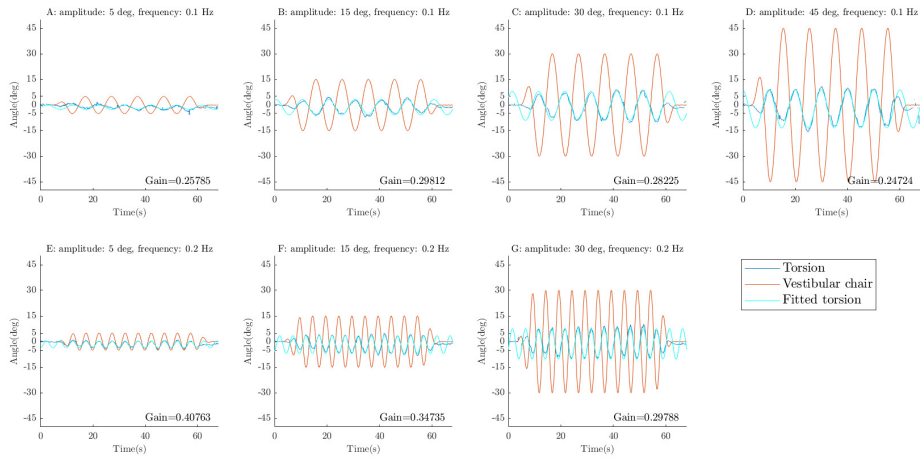 A: amplitude: 5 deg, frequency: 0.1 Hz
45
30
15
5
0
-5
-15
-30
-45
Angle(deg)
Gain=0.25785
0 20 40 60
Time(s)
B: amplitude: 15 deg, frequency: 0.1 Hz
45
30
15
5
0
-5
-15
-30
-45
Angle(deg)
Gain=0.29812
0 20 40 60
Time(s)
C: amplitude: 30 deg, frequency: 0.1 Hz
45
30
15
5
0
-5
-15
-30
-45
Angle(deg)
Gain=0.28225
0 20 40 60
Time(s)
D: amplitude: 45 deg, frequency: 0.1 Hz
45
30
15
5
0
-5
-15
-30
-45
Angle(deg)
Gain=0.24724
0 20 40 60
Time(s)
E: amplitude: 5 deg, frequency: 0.2 Hz
45
30
15
5
0
-5
-15
-30
-45
Angle(deg)
Gain=0.40763
0 20 40 60
Time(s)
F: amplitude: 15 deg, frequency: 0.2 Hz
45
30
15
5
0
-5
-15
-30
-45
Angle(deg)
Gain=0.34735
0 20 40 60
Time(s)
G: amplitude: 30 deg, frequency: 0.2 Hz
45
30
15
5
0
-5
-15
-30
-45
Angle(deg)
Gain=0.29788
0 20 40 60
Time(s)
Torsion
Vestibular chair
Fitted torsion